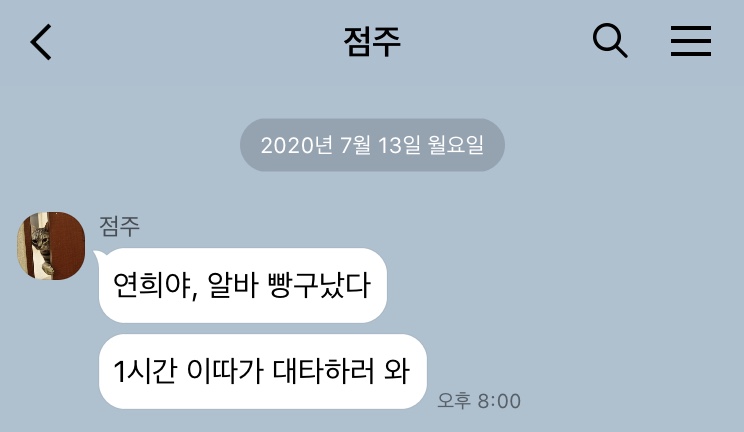 점주
2020년 7월 13일 월요일
점주
연희야, 알바 빵구났다
1시간 이따가 대타하러 와
오후 8:00